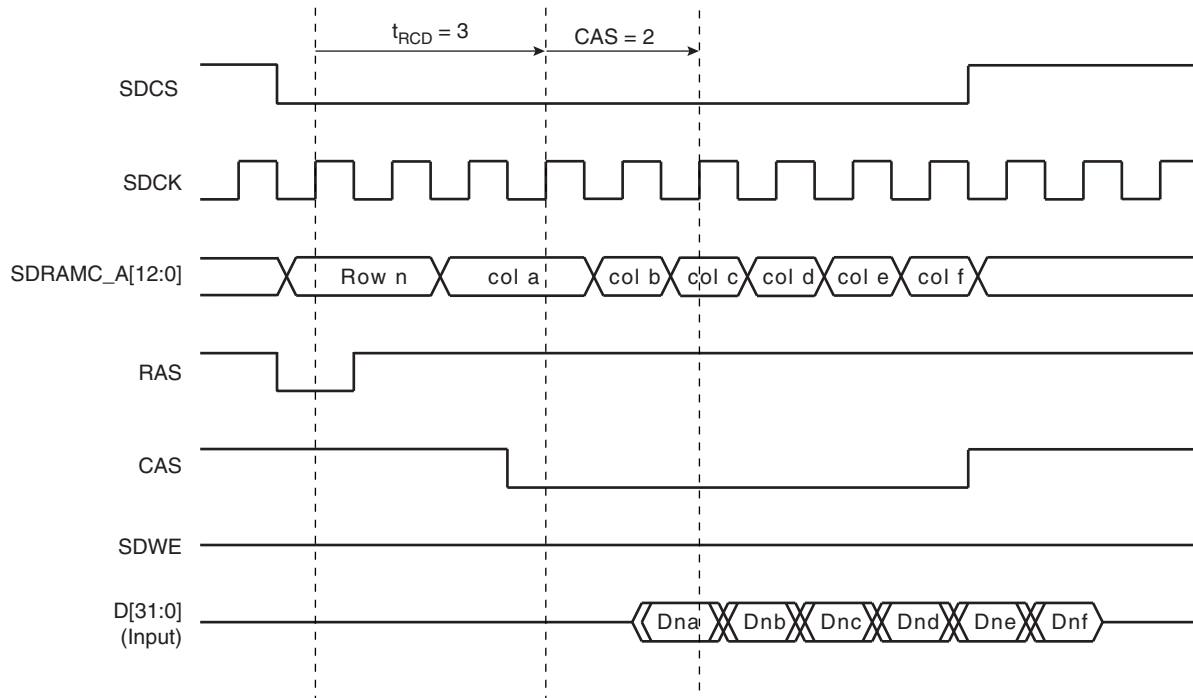 tRCD = 3
CAS = 2
SDCS
SDCK
SDRAMC_A[12:0]
Row n
col a
col b
col c
col d
col e
col f
RAS
CAS
SDWE
D[31:0]
(Input)
Dna
Dnb
Dnc
Dnd
Dne
Dnf